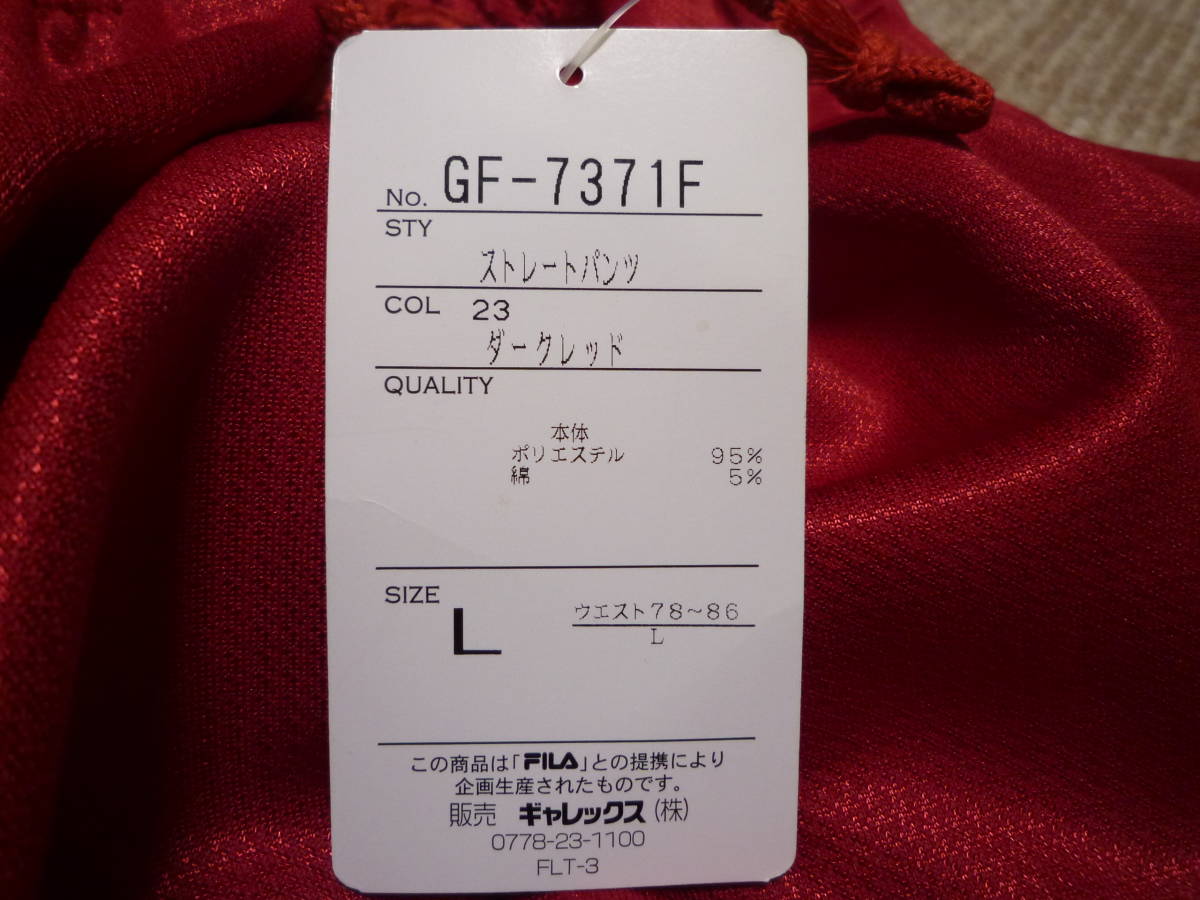 No. GF-7371F
STY
ストレートパンツ
COL 23
ダークレッド
QUALITY
本体
ポリエステル 95%
綿 5%
SIZE
L
ウエスト78~86
L
この商品は「FILA」との提携により
企画生産されたものです。
販売 ギャレックス(株)
0778-23-1100
FLT-3